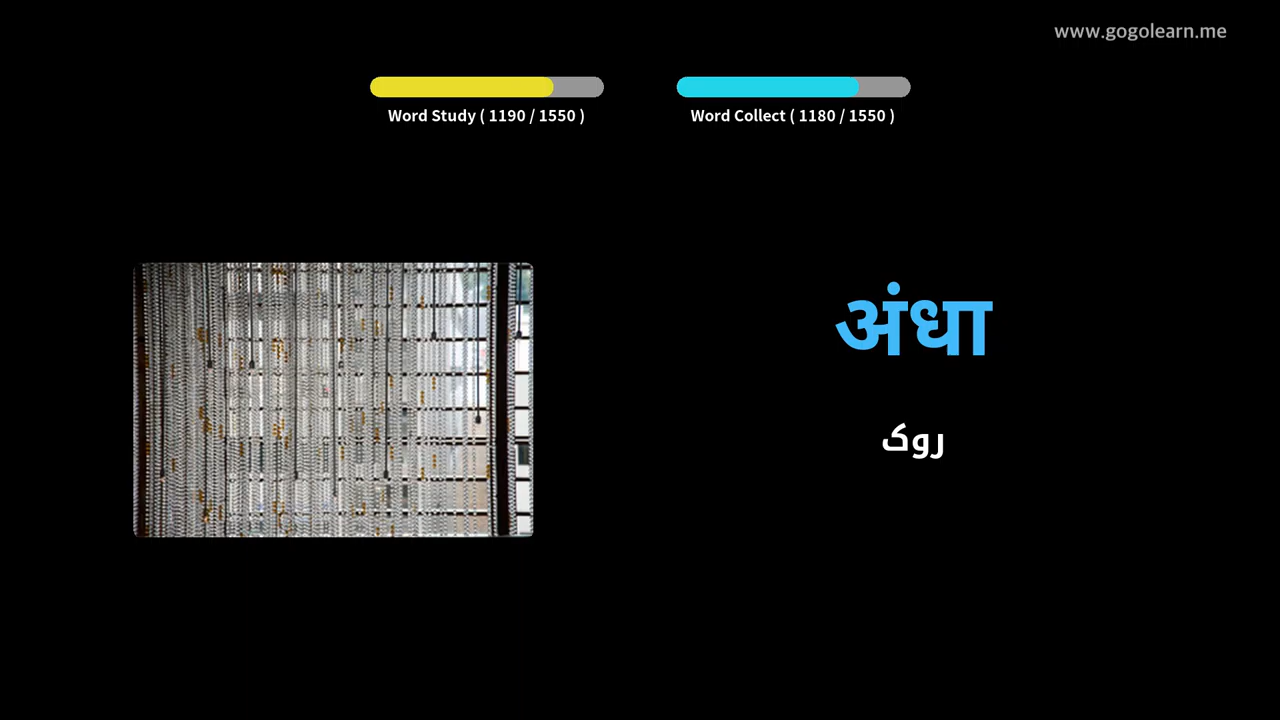 www.gogolearn.me
Word Study ( 1190 / 1550 )
Word Collect ( 1180 / 1550 )
अंधा
روک